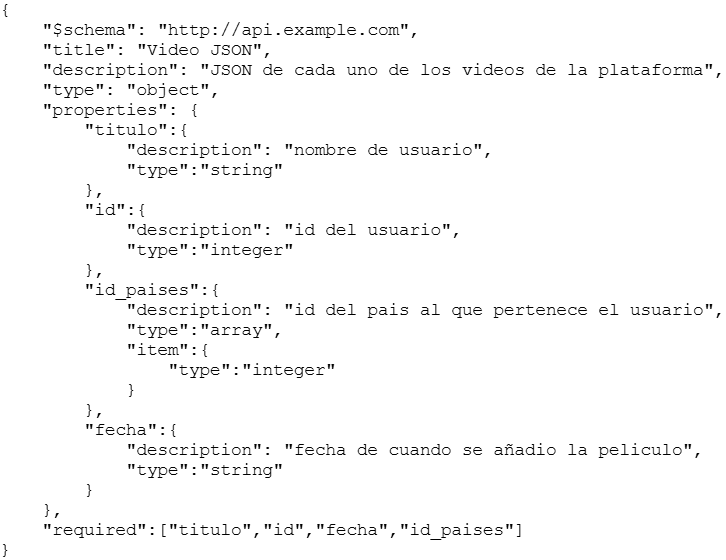 {
    "$schema": "http://api.example.com",
    "title": "Video JSON",
    "description": "JSON de cada uno de los videos de la plataforma",
    "type": "object",
    "properties": {
        "titulo":{
            "description": "nombre de usuario",
            "type":"string"
        },
        "id":{
            "description": "id del usuario",
            "type":"integer"
        },
        "id_paises":{
            "description": "id del pais al que pertenece el usuario",
            "type":"array",
            "item":{
                "type":"integer"
            }
        },
        "fecha":{
            "description": "fecha de cuando se añadio la peliculo",
            "type":"string"
        }
    },
    "required":["titulo","id","fecha","id_paises"]
}